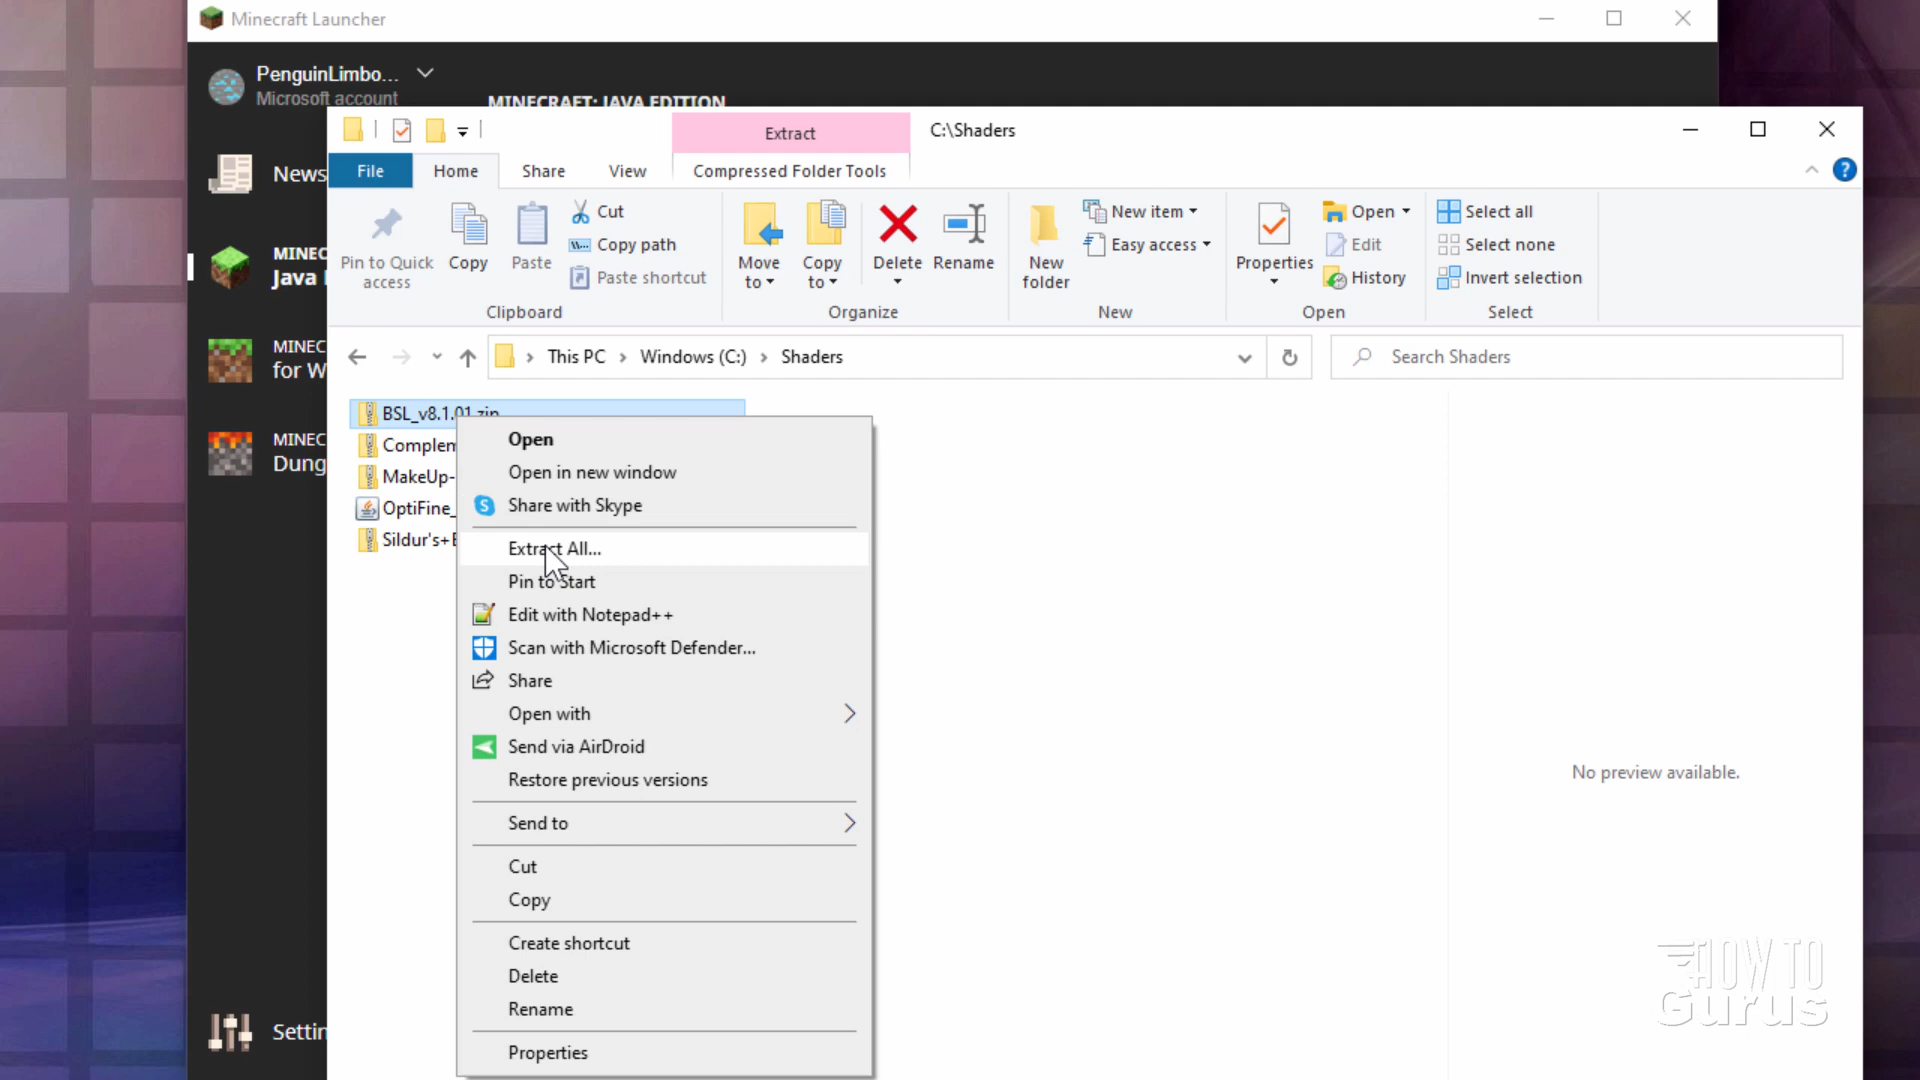 Minecraft Launcher
PenguinLimbo...
Microsoft account
MINECRAFT: JAVA EDITION
Extract
C:\Shaders
News
File
Home
Share
View
Compressed Folder Tools
Pin to Quick access
Copy
Paste
Cut
Copy path
Paste shortcut
Move to
Copy to
Delete
Rename
New folder
New item
Easy access
Properties
Open
Edit
History
Select all
Select none
Invert selection
Clipboard
Organize
New
Open
Select
MINEC
Java
MINEC
for W
MINEC
Dung
This PC
Windows (C:)
Shaders
Search Shaders
BSL_v8.1.01.zip
Complem
MakeUp-
OptiFine_
Sildur's+
Open
Open in new window
Share with Skype
Extract All...
Pin to Start
Edit with Notepad++
Scan with Microsoft Defender...
Share
Open with
Send via AirDroid
Restore previous versions
Send to
Cut
Copy
Create shortcut
Delete
Rename
Properties
No preview available.
Settin
HOW TO
Gurus